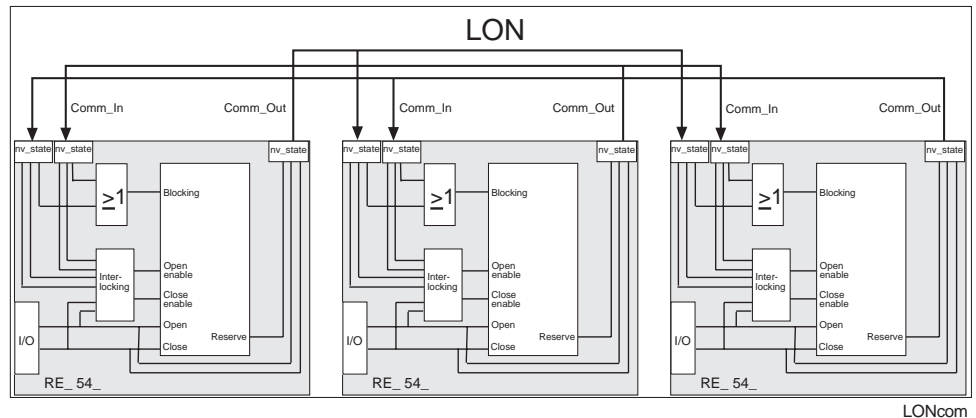 LON
Comm_In
Comm_Out
Comm_In
Comm_Out
Comm_In
Comm_Out
nv_state nv_state
nv_state
nv_state nv_state
nv_state
nv_state nv_state
nv_state
≥1
Blocking
≥1
Blocking
≥1
Blocking
Inter-
locking
Open
enable
Close
enable
Open
Close
Reserve
I/O
Inter-
locking
Open
enable
Close
enable
Open
Close
Reserve
I/O
Inter-
locking
Open
enable
Close
enable
Open
Close
Reserve
I/O
RE_ 54_
RE_ 54_
RE_ 54_
LONcom